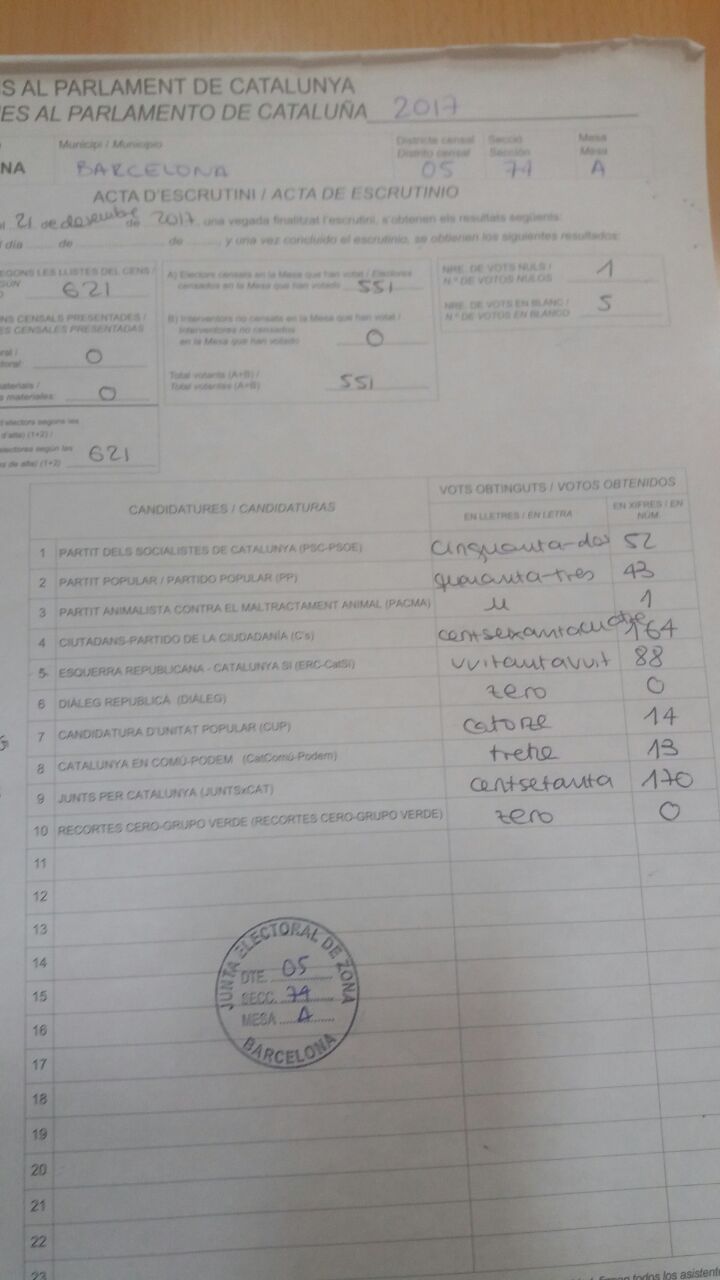 S AL PARLAMENT DE CATALUNYA
ES AL PARLAMENTO DE CATALUÑA 2017
Municipi / Municipio Districte censal Secció Mesa
Distrito censal Sección Mesa
NA BARCELONA 05 74 A
ACTA D'ESCRUTINI / ACTA DE ESCRUTINIO
21 de desembre de 2017, una vegada finalitzat l'escrutini, s'obtenen els resultats següents:
día ........ de ........ de ........, y una vez concluido el escrutinio, se obtienen los siguientes resultados:
EGONS LES LLISTES DEL CENS /
GÚN
O 621
A) Electors censats en la Mesa que han votat / Electores
censados en la Mesa que han votado 551
NRE. DE VOTS NULS /
N.º DE VOTOS NULOS 1
NS CENSALS PRESENTADES /
ES CENSALES PRESENTADAS
B) Interventors no censats en la Mesa que han votat /
Interventores no censados
en la Mesa que han votado 0
NRE. DE VOTS EN BLANC /
N.º DE VOTOS EN BLANCO 5
ral /
toral: 0
Total votants (A+B) /
Total votantes (A+B) 551
materials /
s materiales: 0
d'electors segons les
d'alta) (1+2) /
electores según las
s de alta) (1+2) 621
CANDIDATURES / CANDIDATURAS VOTS OBTINGUTS / VOTOS OBTENIDOS
EN LLETRES / EN LETRA EN XIFRES / EN NÚM.
1 PARTIT DELS SOCIALISTES DE CATALUNYA (PSC-PSOE) cinquanta-dos 52
2 PARTIT POPULAR / PARTIDO POPULAR (PP) quaranta-tres 43
3 PARTIT ANIMALISTA CONTRA EL MALTRACTAMENT ANIMAL (PACMA) u 1
4 CIUTADANS-PARTIDO DE LA CIUDADANÍA (C's) centseixantaquatre 164
5 ESQUERRA REPUBLICANA - CATALUNYA SÍ (ERC-CatSí) vvitantavuit 88
6 DIÀLEG REPUBLICÀ (DIÀLEG) zero 0
7 CANDIDATURA D'UNITAT POPULAR (CUP) catorze 14
8 CATALUNYA EN COMÚ-PODEM (CatComú-Podem) tretze 13
9 JUNTS PER CATALUNYA (JUNTSxCAT) centsetanta 170
10 RECORTES CERO-GRUPO VERDE (RECORTES CERO-GRUPO VERDE) zero 0
11
12
13
14
15
16
17
18
19
20
21
22
23
JUNTA ELECTORAL DE ZONA
DTE. 05
SECC. 74
MESA A
BARCELONA
firman todos los asistente